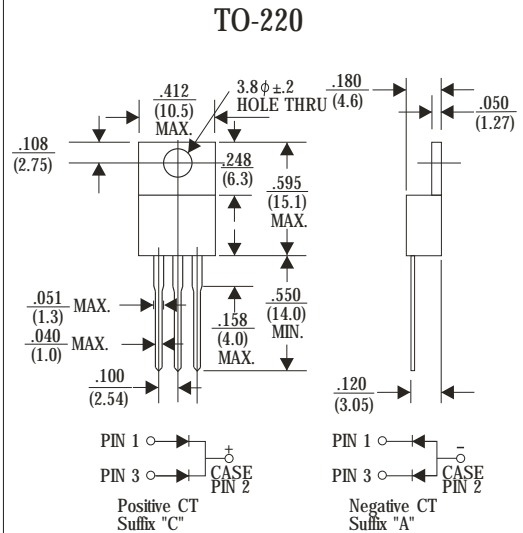 TO-220
.412
(10.5)
MAX.
3.8ϕ ±.2
HOLE THRU
.180
(4.6)
.050
(1.27)
.108
(2.75)
.248
(6.3)
.595
(15.1)
MAX.
.051
(1.3)
MAX.
.040
(1.0)
MAX.
.158
(4.0)
MAX.
.550
(14.0)
MIN.
.100
(2.54)
.120
(3.05)
PIN 1
+
PIN 3
CASE
PIN 2
Positive CT
Suffix "C"
PIN 1
−
PIN 3
CASE
PIN 2
Negative CT
Suffix "A"